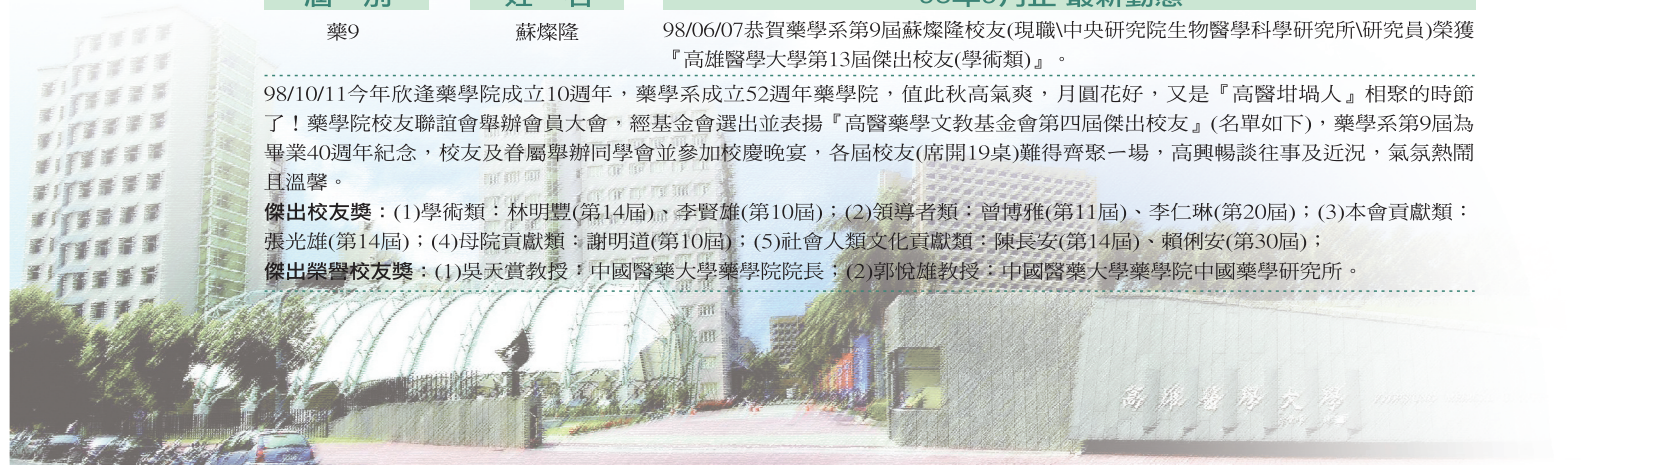 屆 別 姓 名 98年6月止 最新動態
藥9 蘇燦隆 98/06/07恭賀藥學系第9屆蘇燦隆校友(現職\中央研究院生物醫學科學研究所\研究員)榮獲
『高雄醫學大學第13屆傑出校友(學術類)』。
98/10/11今年欣逢藥學院成立10週年，藥學系成立52週年藥學院，值此秋高氣爽，月圓花好，又是『高醫坩堝人』相聚的時節
了！藥學院校友聯誼會舉辦會員大會，經基金會選出並表揚『高醫藥學文教基金會第四屆傑出校友』(名單如下)，藥學系第9屆為
畢業40週年紀念，校友及眷屬舉辦同學會並參加校慶晚宴，各屆校友(席開19桌)難得齊聚一場，高興暢談往事及近況，氣氛熱鬧
且溫馨。
傑出校友獎：(1)學術類：林明豐(第14屆)、李賢雄(第10屆)；(2)領導者類：曾博雅(第11屆)、李仁琳(第20屆)；(3)本會貢獻類：
張光雄(第14屆)；(4)母院貢獻類：謝明道(第10屆)；(5)社會人類文化貢獻類：陳長安(第14屆)、賴俐安(第30屆)；
傑出榮譽校友獎：(1)吳天賞教授：中國醫藥大學藥學院院長；(2)郭悅雄教授：中國醫藥大學藥學院中國藥學研究所。
高雄醫學大學